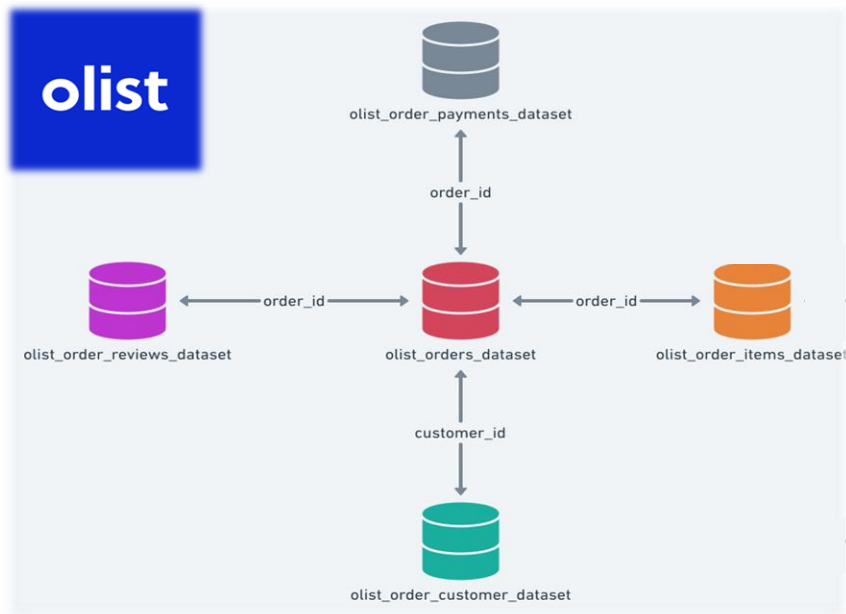 olist
olist_order_payments_dataset
order_id
order_id
order_id
olist_order_reviews_dataset
olist_orders_dataset
olist_order_items_dataset
customer_id
olist_order_customer_dataset